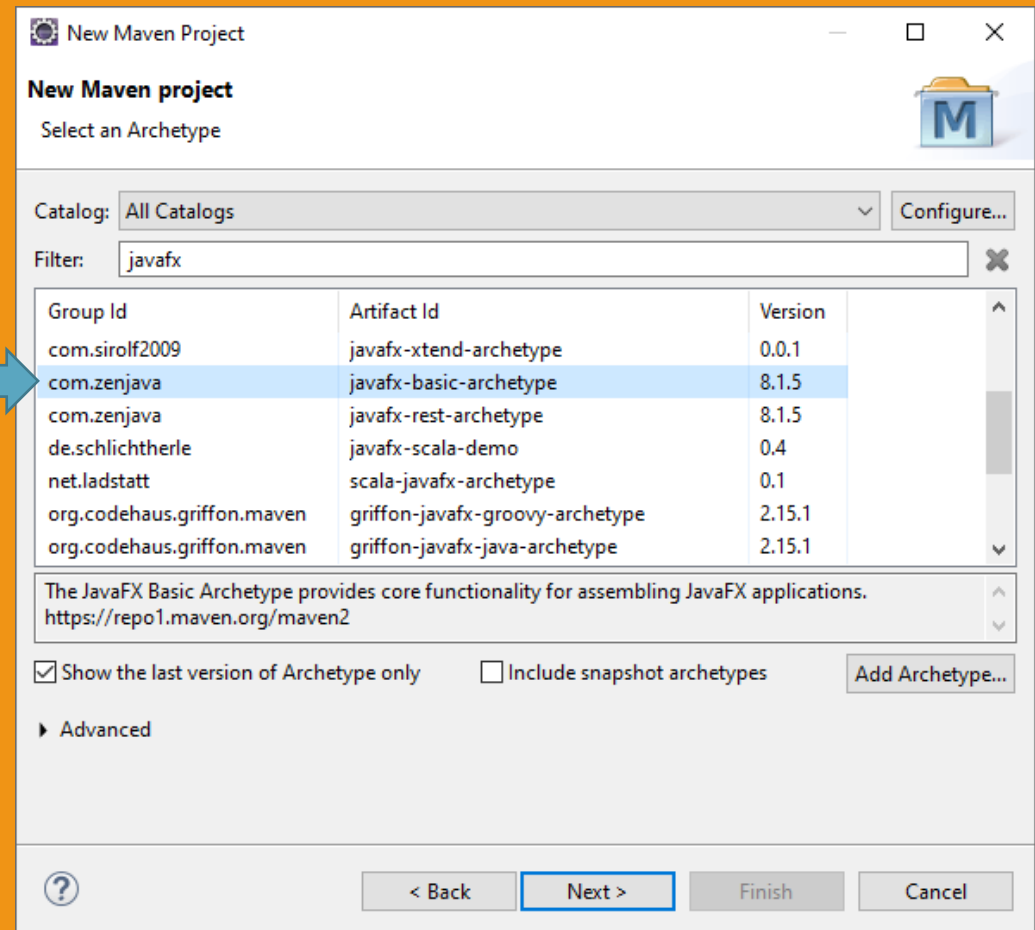 New Maven Project
New Maven project
Select an Archetype
M
Catalog: All Catalogs Configure...
Filter: javafx
Group Id Artifact Id Version
com.sirolf2009 javafx-xtend-archetype 0.0.1
com.zenjava javafx-basic-archetype 8.1.5
com.zenjava javafx-rest-archetype 8.1.5
de.schlichtherle javafx-scala-demo 0.4
net.ladstatt scala-javafx-archetype 0.1
org.codehaus.griffon.maven griffon-javafx-groovy-archetype 2.15.1
org.codehaus.griffon.maven griffon-javafx-java-archetype 2.15.1
The JavaFX Basic Archetype provides core functionality for assembling JavaFX applications.
https://repo1.maven.org/maven2
Show the last version of Archetype only Include snapshot archetypes Add Archetype...
Advanced
? < Back Next > Finish Cancel